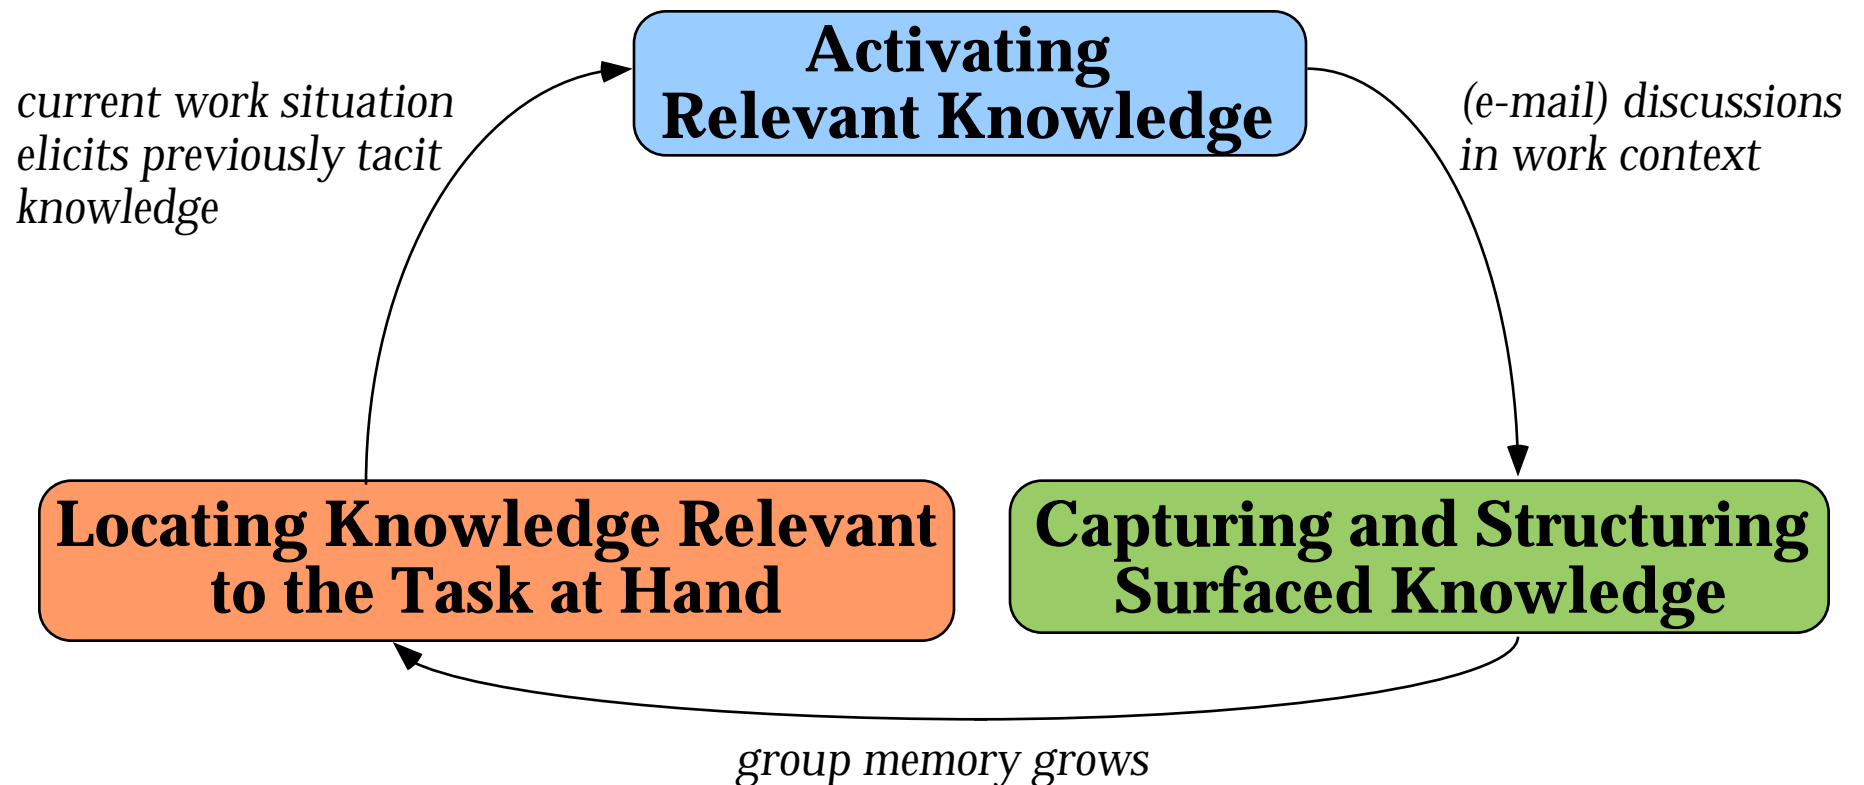 Activating
Relevant Knowledge
current work situation
elicits previously tacit
knowledge
(e-mail) discussions
in work context
Locating Knowledge Relevant
to the Task at Hand
Capturing and Structuring
Surfaced Knowledge
group memory grows